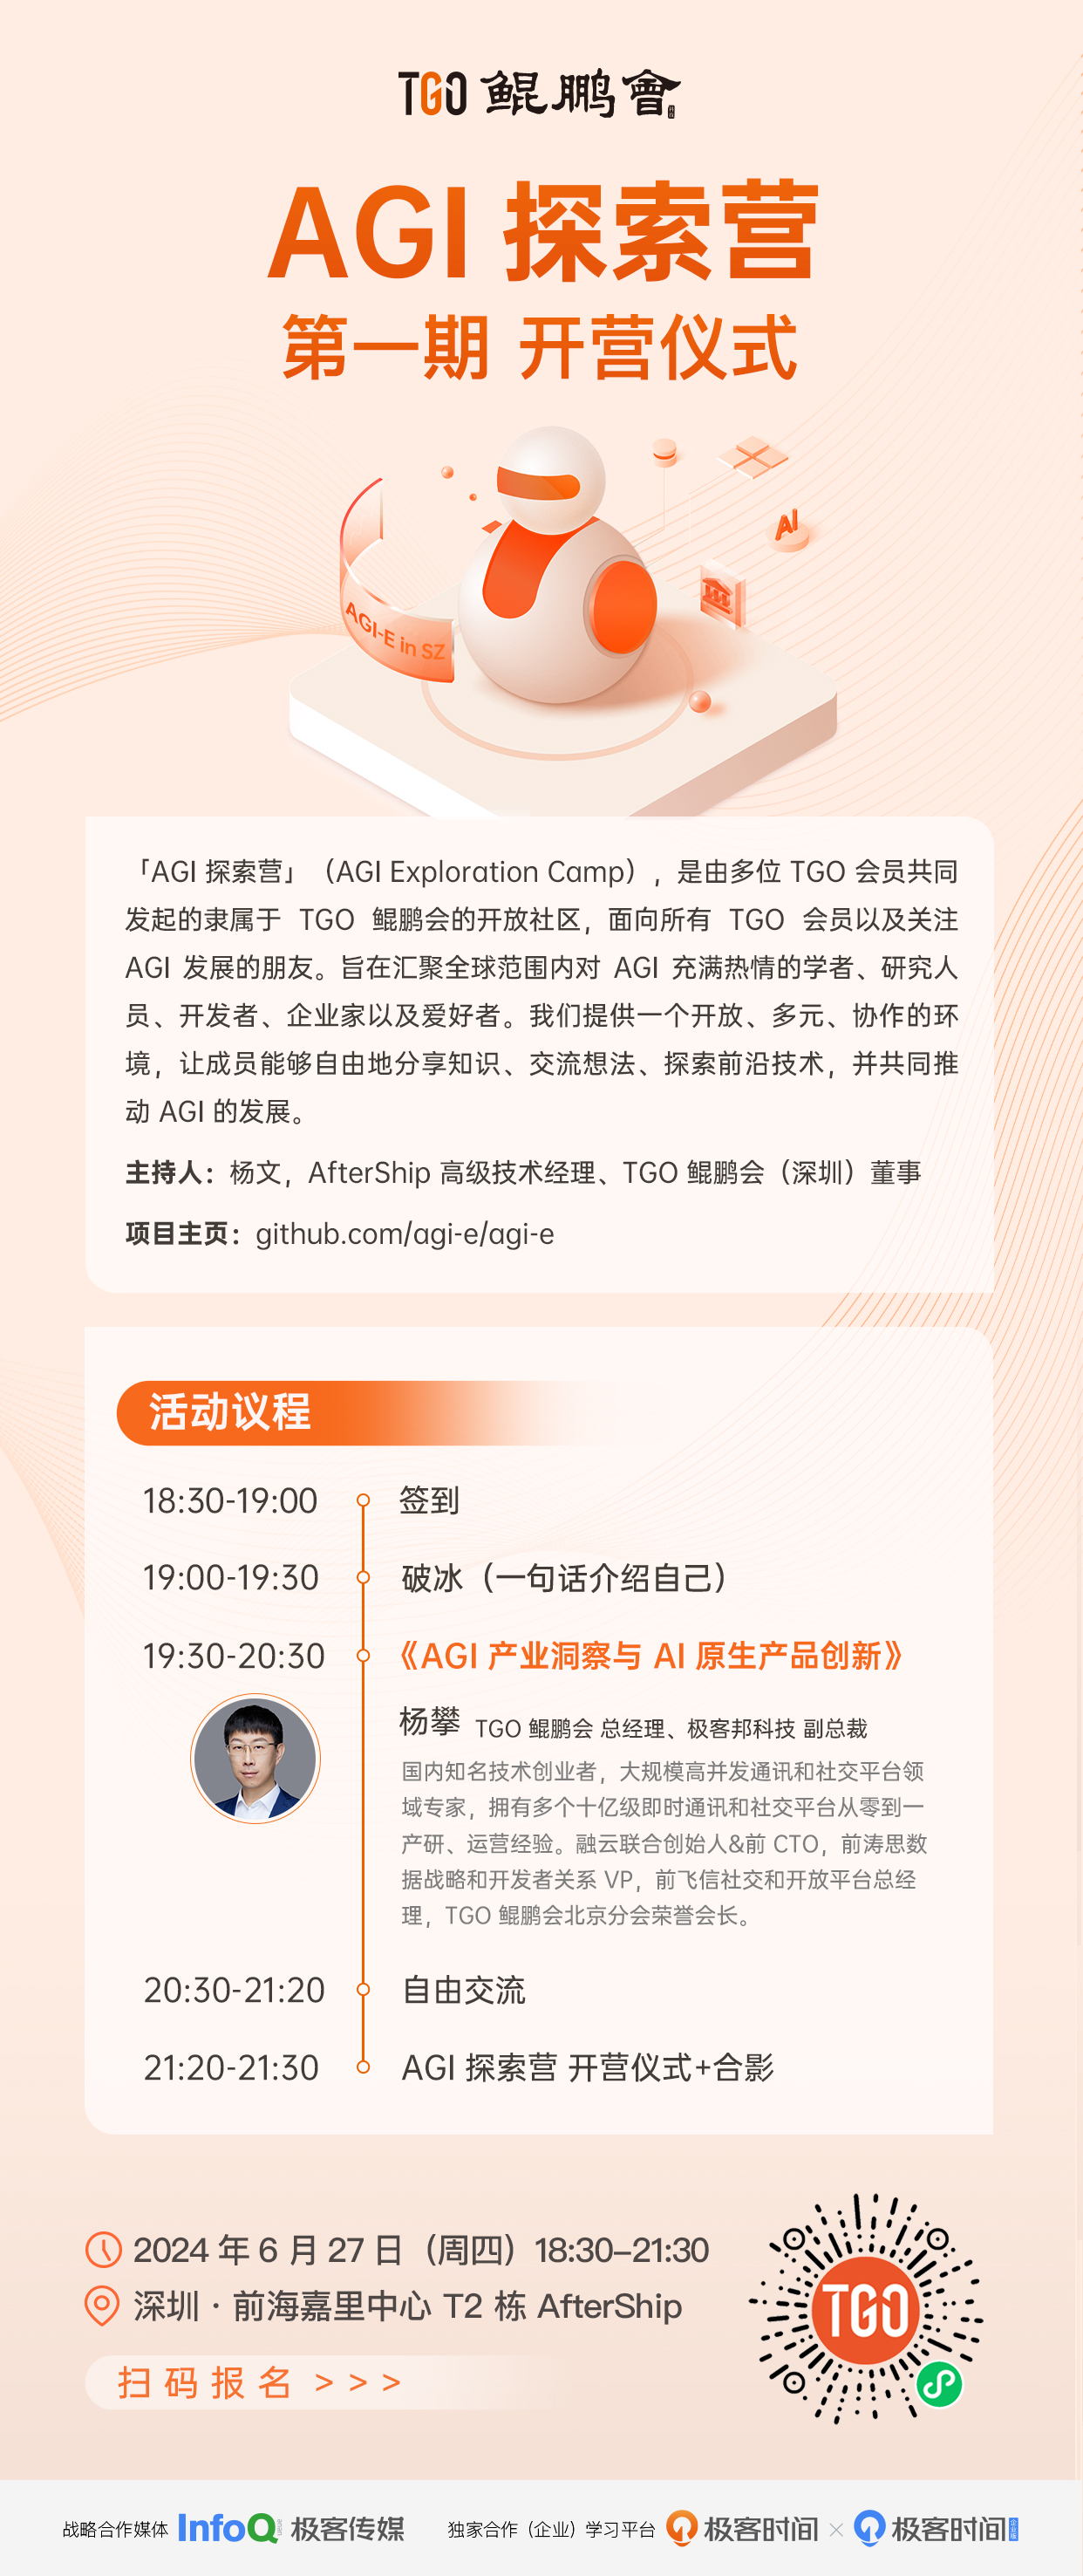 TGO 鲲鹏會
AGI 探索营
第一期 开营仪式
AI
AGI-E in SZ
「AGI 探索营」（AGI Exploration Camp），是由多位 TGO 会员共同
发起的隶属于 TGO 鲲鹏会的开放社区，面向所有 TGO 会员以及关注
AGI 发展的朋友。旨在汇聚全球范围内对 AGI 充满热情的学者、研究人
员、开发者、企业家以及爱好者。我们提供一个开放、多元、协作的环
境，让成员能够自由地分享知识、交流想法、探索前沿技术，并共同推
动 AGI 的发展。
主持人：杨文，AfterShip 高级技术经理、TGO 鲲鹏会（深圳）董事
项目主页：github.com/agi-e/agi-e
活动议程
18:30-19:00 签到
19:00-19:30 破冰（一句话介绍自己）
19:30-20:30 《AGI 产业洞察与 AI 原生产品创新》
杨攀 TGO 鲲鹏会 总经理、极客邦科技 副总裁
国内知名技术创业者，大规模高并发通讯和社交平台领
域专家，拥有多个十亿级即时通讯和社交平台从零到一
产研、运营经验。融云联合创始人&前 CTO，前涛思数
据战略和开发者关系 VP，前飞信社交和开放平台总经
理，TGO 鲲鹏会北京分会荣誉会长。
20:30-21:20 自由交流
21:20-21:30 AGI 探索营 开营仪式+合影
2024 年 6 月 27 日（周四）18:30–21:30
深圳 · 前海嘉里中心 T2 栋 AfterShip
扫码报名 > > >
TGO
战略合作媒体 InfoQ 极客传媒 独家合作（企业）学习平台 极客时间 × 极客时间 企业版